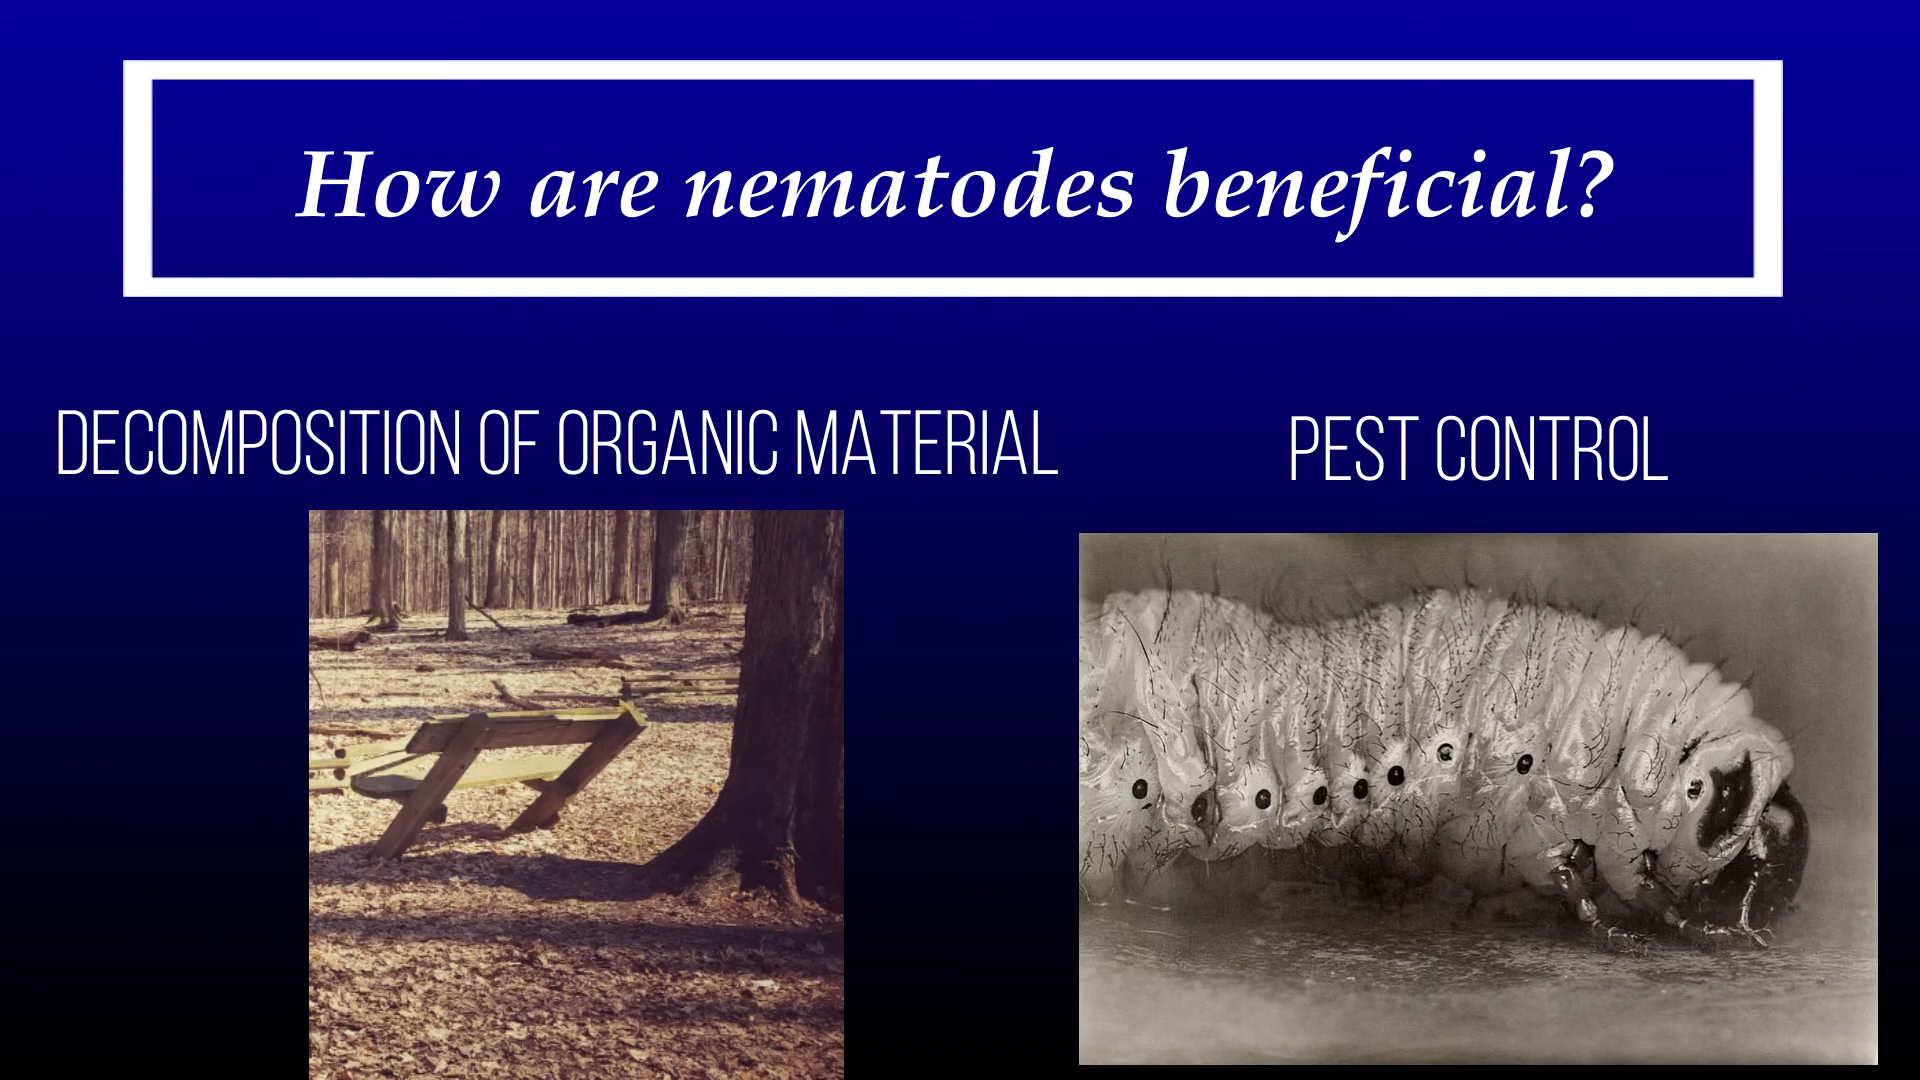 How are nematodes beneficial?
DECOMPOSITION OF ORGANIC MATERIAL
PEST CONTROL